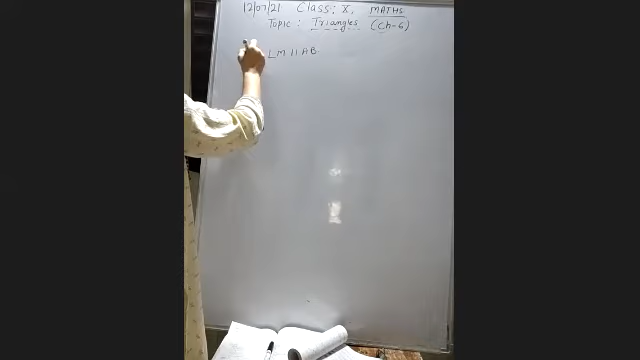 12/07/21 Class: X, MATHS
Topic: Triangles (Ch-6)
LM || AB